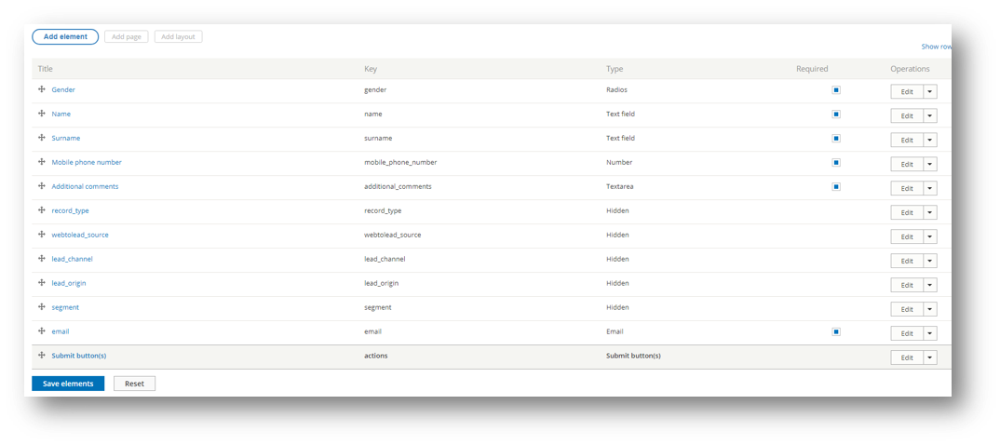 Add element Add page Add layout
Show row
Title Key Type Required Operations
Gender gender Radios Edit
Name name Text field Edit
Surname surname Text field Edit
Mobile phone number mobile_phone_number Number Edit
Additional comments additional_comments Textarea Edit
record_type record_type Hidden Edit
webtolead_source webtolead_source Hidden Edit
lead_channel lead_channel Hidden Edit
lead_origin lead_origin Hidden Edit
segment segment Hidden Edit
email email Email Edit
Submit button(s) actions Submit button(s) Edit
Save elements Reset